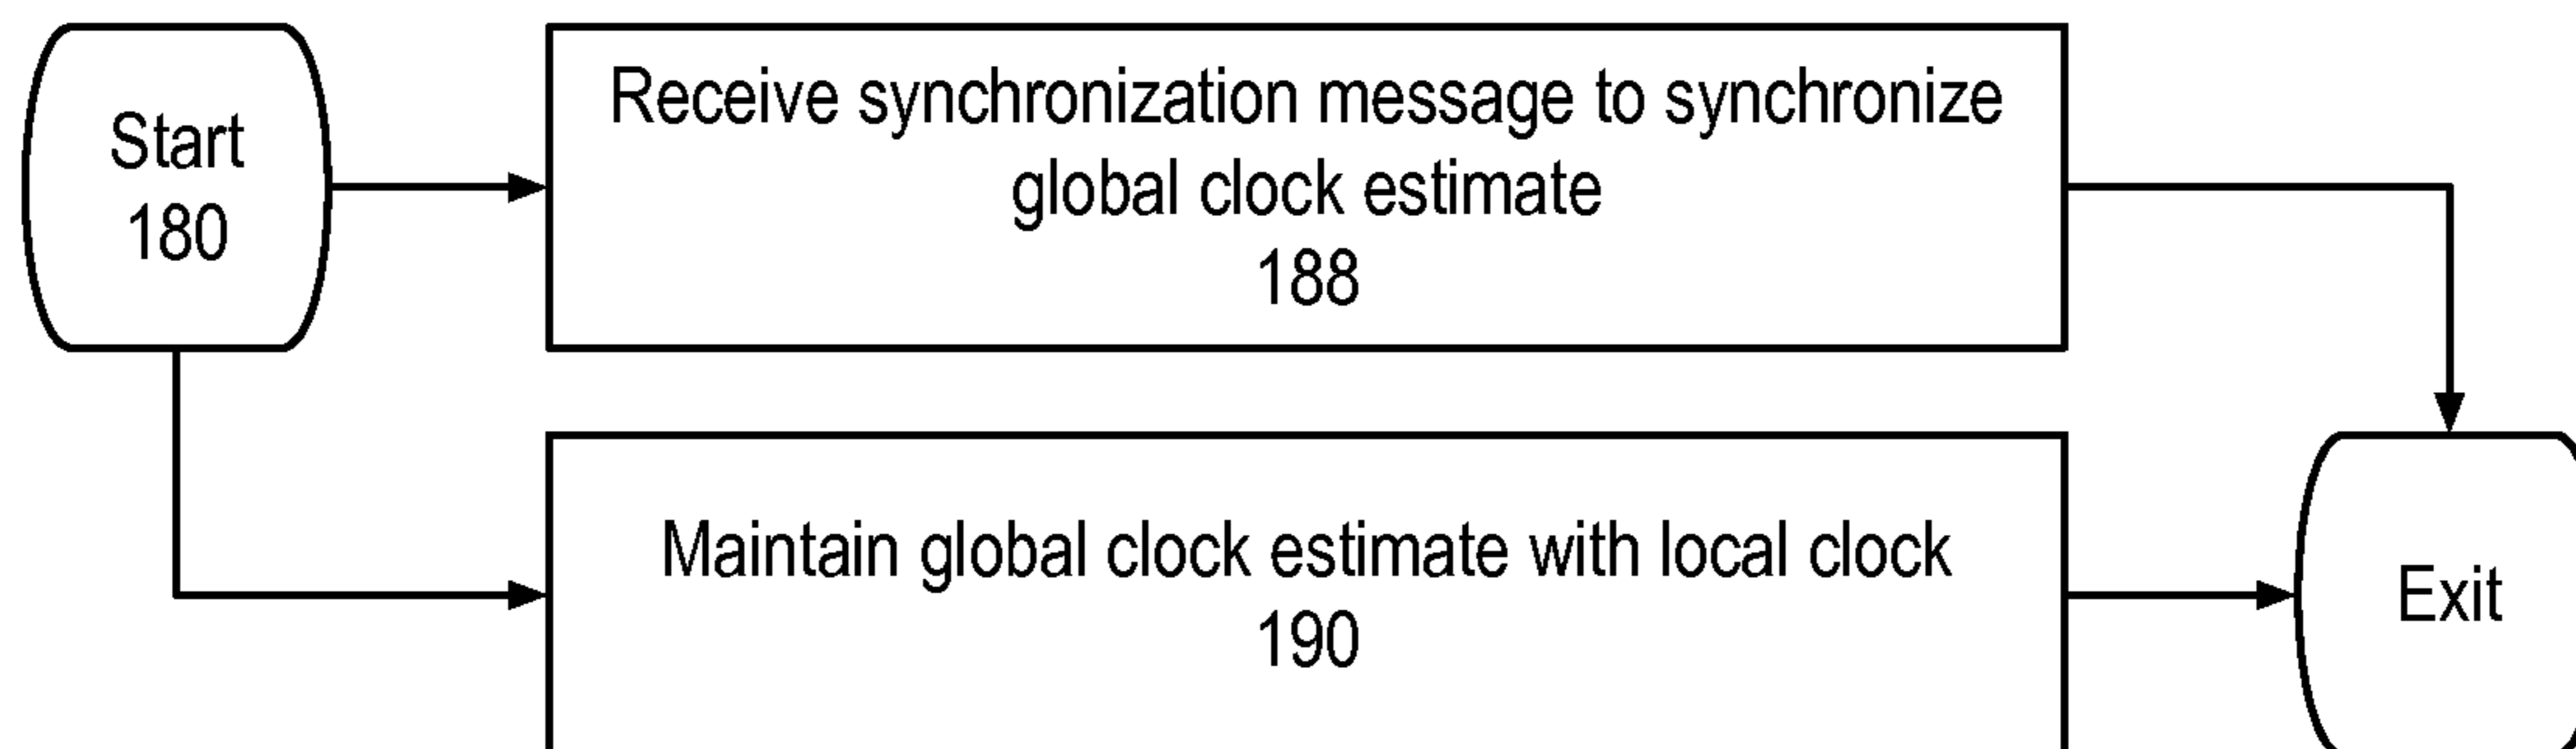 Start
180
Receive synchronization message to synchronize
global clock estimate
188
Maintain global clock estimate with local clock
190
Exit